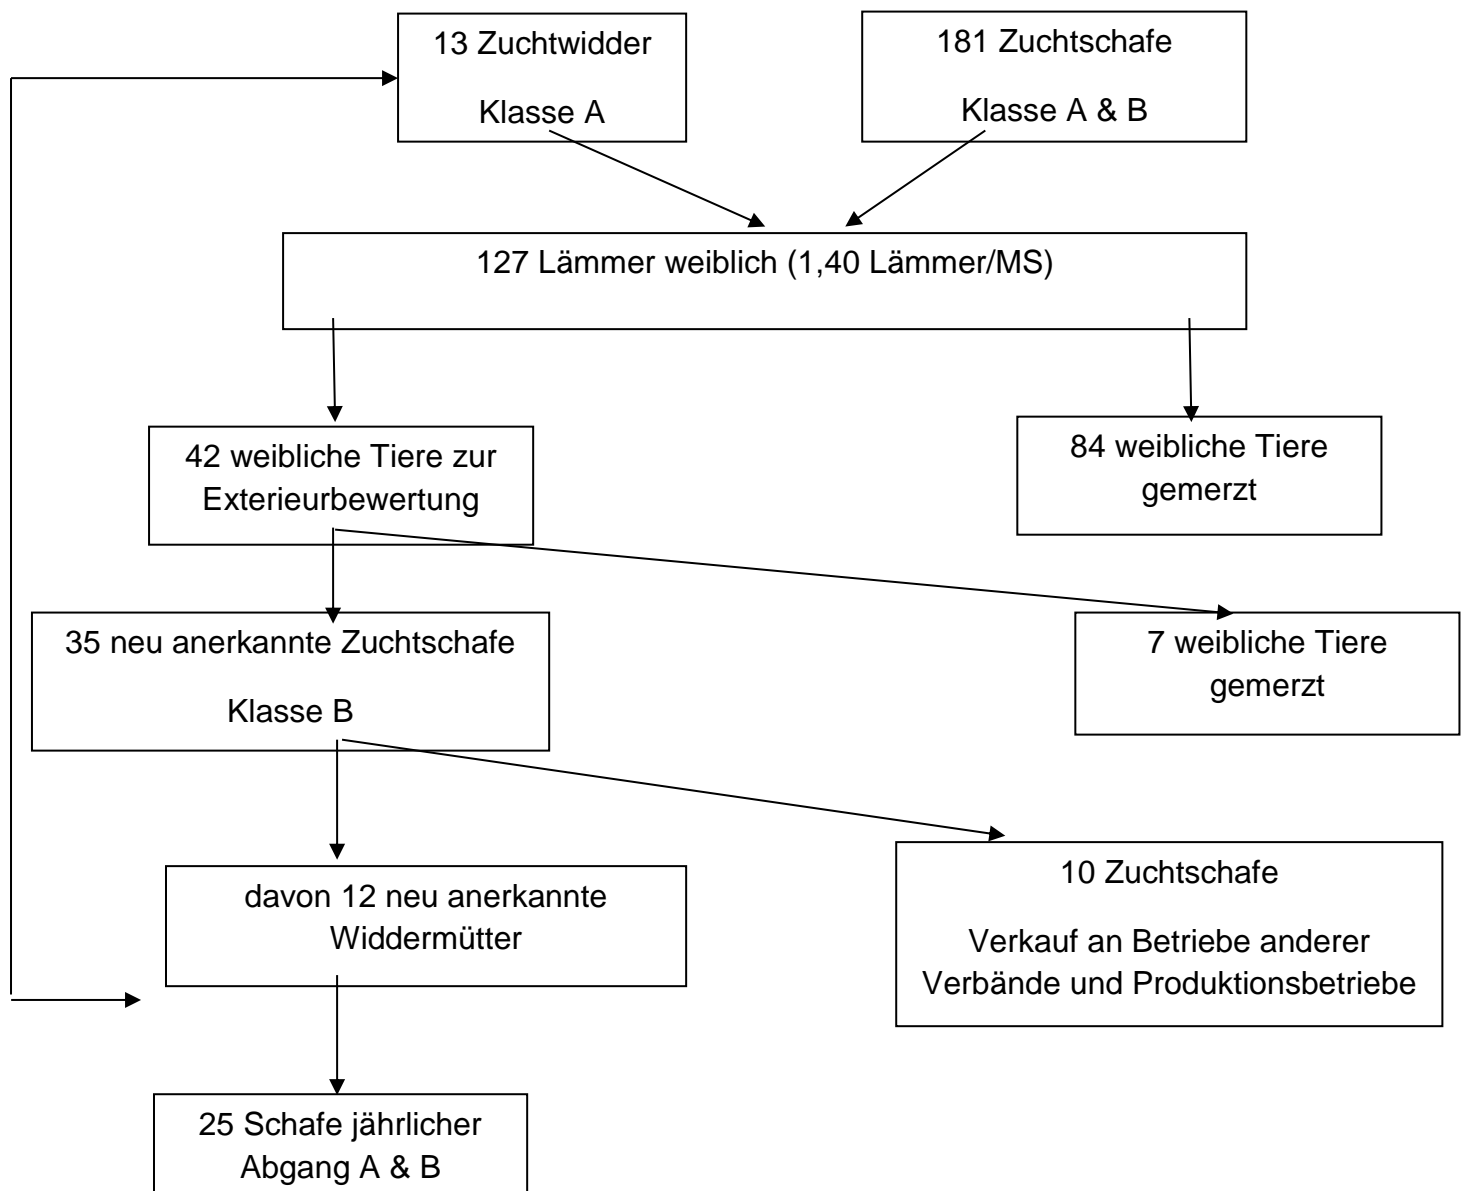 13 Zuchtwidder
Klasse A
181 Zuchtschafe
Klasse A & B
127 Lämmer weiblich (1,40 Lämmer/MS)
42 weibliche Tiere zur
Exterieurbewertung
84 weibliche Tiere
gemerzt
35 neu anerkannte Zuchtschafe
Klasse B
7 weibliche Tiere
gemerzt
davon 12 neu anerkannte
Widdermütter
10 Zuchtschafe
Verkauf an Betriebe anderer
Verbände und Produktionsbetriebe
25 Schafe jährlicher
Abgang A & B